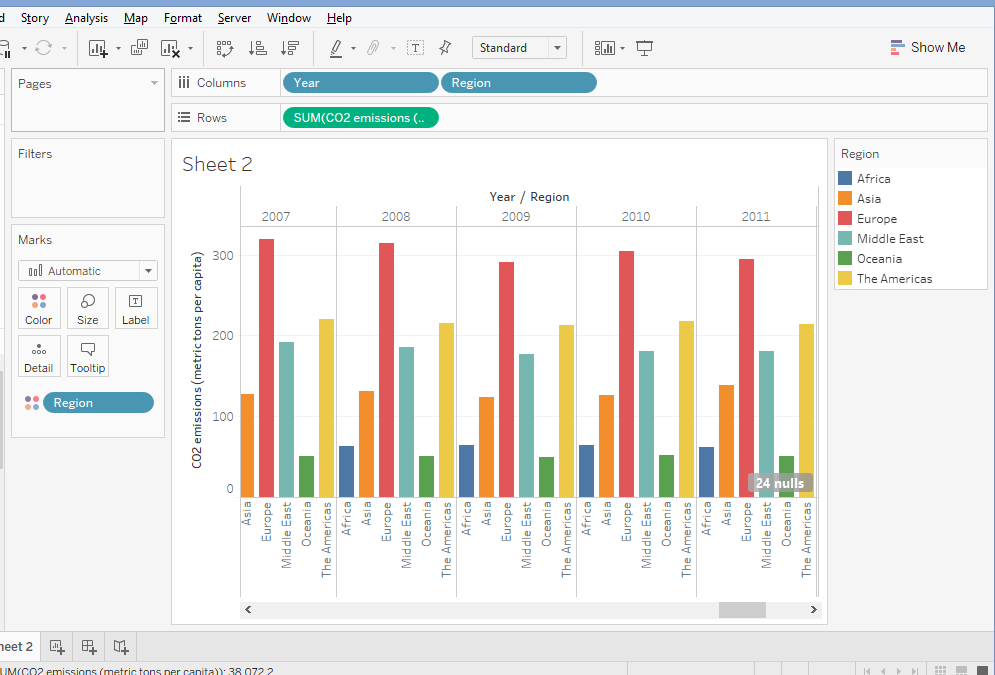 d Story Analysis Map Format Server Window Help
Standard
Show Me
Pages
Columns Year Region
Rows SUM(CO2 emissions (..
Filters
Marks
Automatic
Color Size Label
Detail Tooltip
Region
Sheet 2
Year / Region
2007 2008 2009 2010 2011
CO2 emissions (metric tons per capita)
300
200
100
0
24 nulls
Asia Europe Middle East Oceania The Americas Africa Asia Europe Middle East Oceania The Americas Africa Asia Europe Middle East Oceania The Americas Africa Asia Europe Middle East Oceania The Americas Africa Asia Europe Middle East Oceania The Americas
Region
Africa
Asia
Europe
Middle East
Oceania
The Americas
heet 2
UM(CO2 emissions (metric tons per capita)): 38,072.2